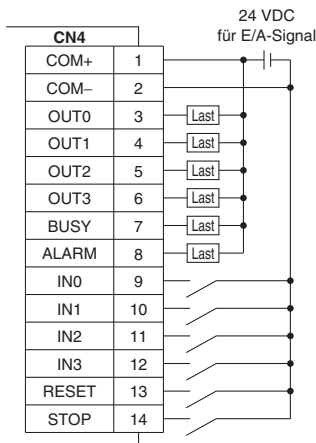 24 VDC
für E/A-Signal
CN4
COM+ 1
COM– 2
OUT0 3 Last
OUT1 4 Last
OUT2 5 Last
OUT3 6 Last
BUSY 7 Last
ALARM 8 Last
IN0 9
IN1 10
IN2 11
IN3 12
RESET 13
STOP 14